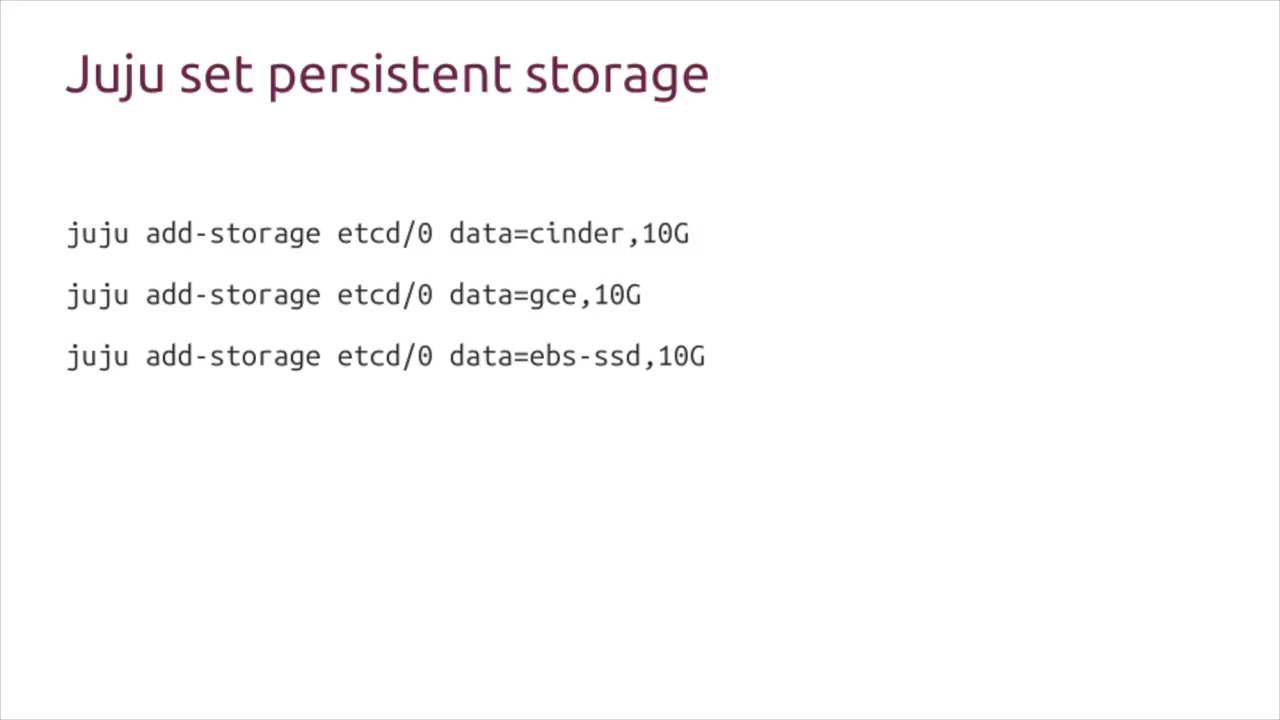 Juju set persistent storage
juju add-storage etcd/0 data=cinder,10G
juju add-storage etcd/0 data=gce,10G
juju add-storage etcd/0 data=ebs-ssd,10G